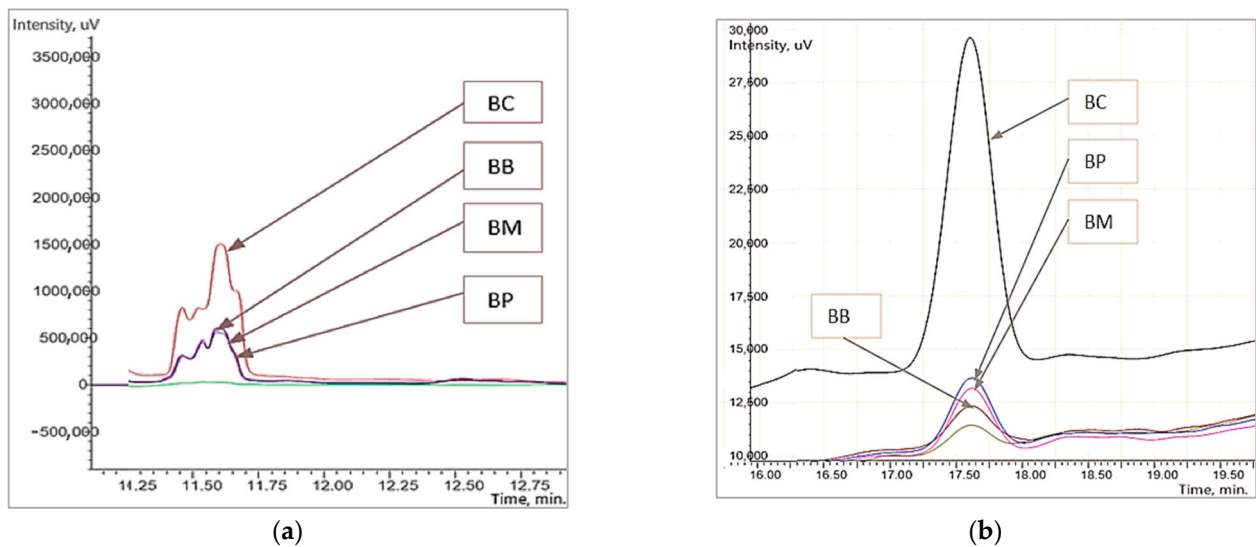 Intensity, uV
3500,000
3000,000
2500,000
2000,000
1500,000
1000,000
500,000
0
-500,000
11.25 11.50 11.75 12.00 12.25 12.50 12.75
Time, min.
BC
BB
BM
BP
(a)
30,000
Intensity, uV
27,500
25,000
22,500
20,000
17,500
15,000
12,500
10,000
16.00 16.50 17.00 17.50 18.00 18.50 19.00 19.50
Time, min.
BC
BP
BM
BB
(b)